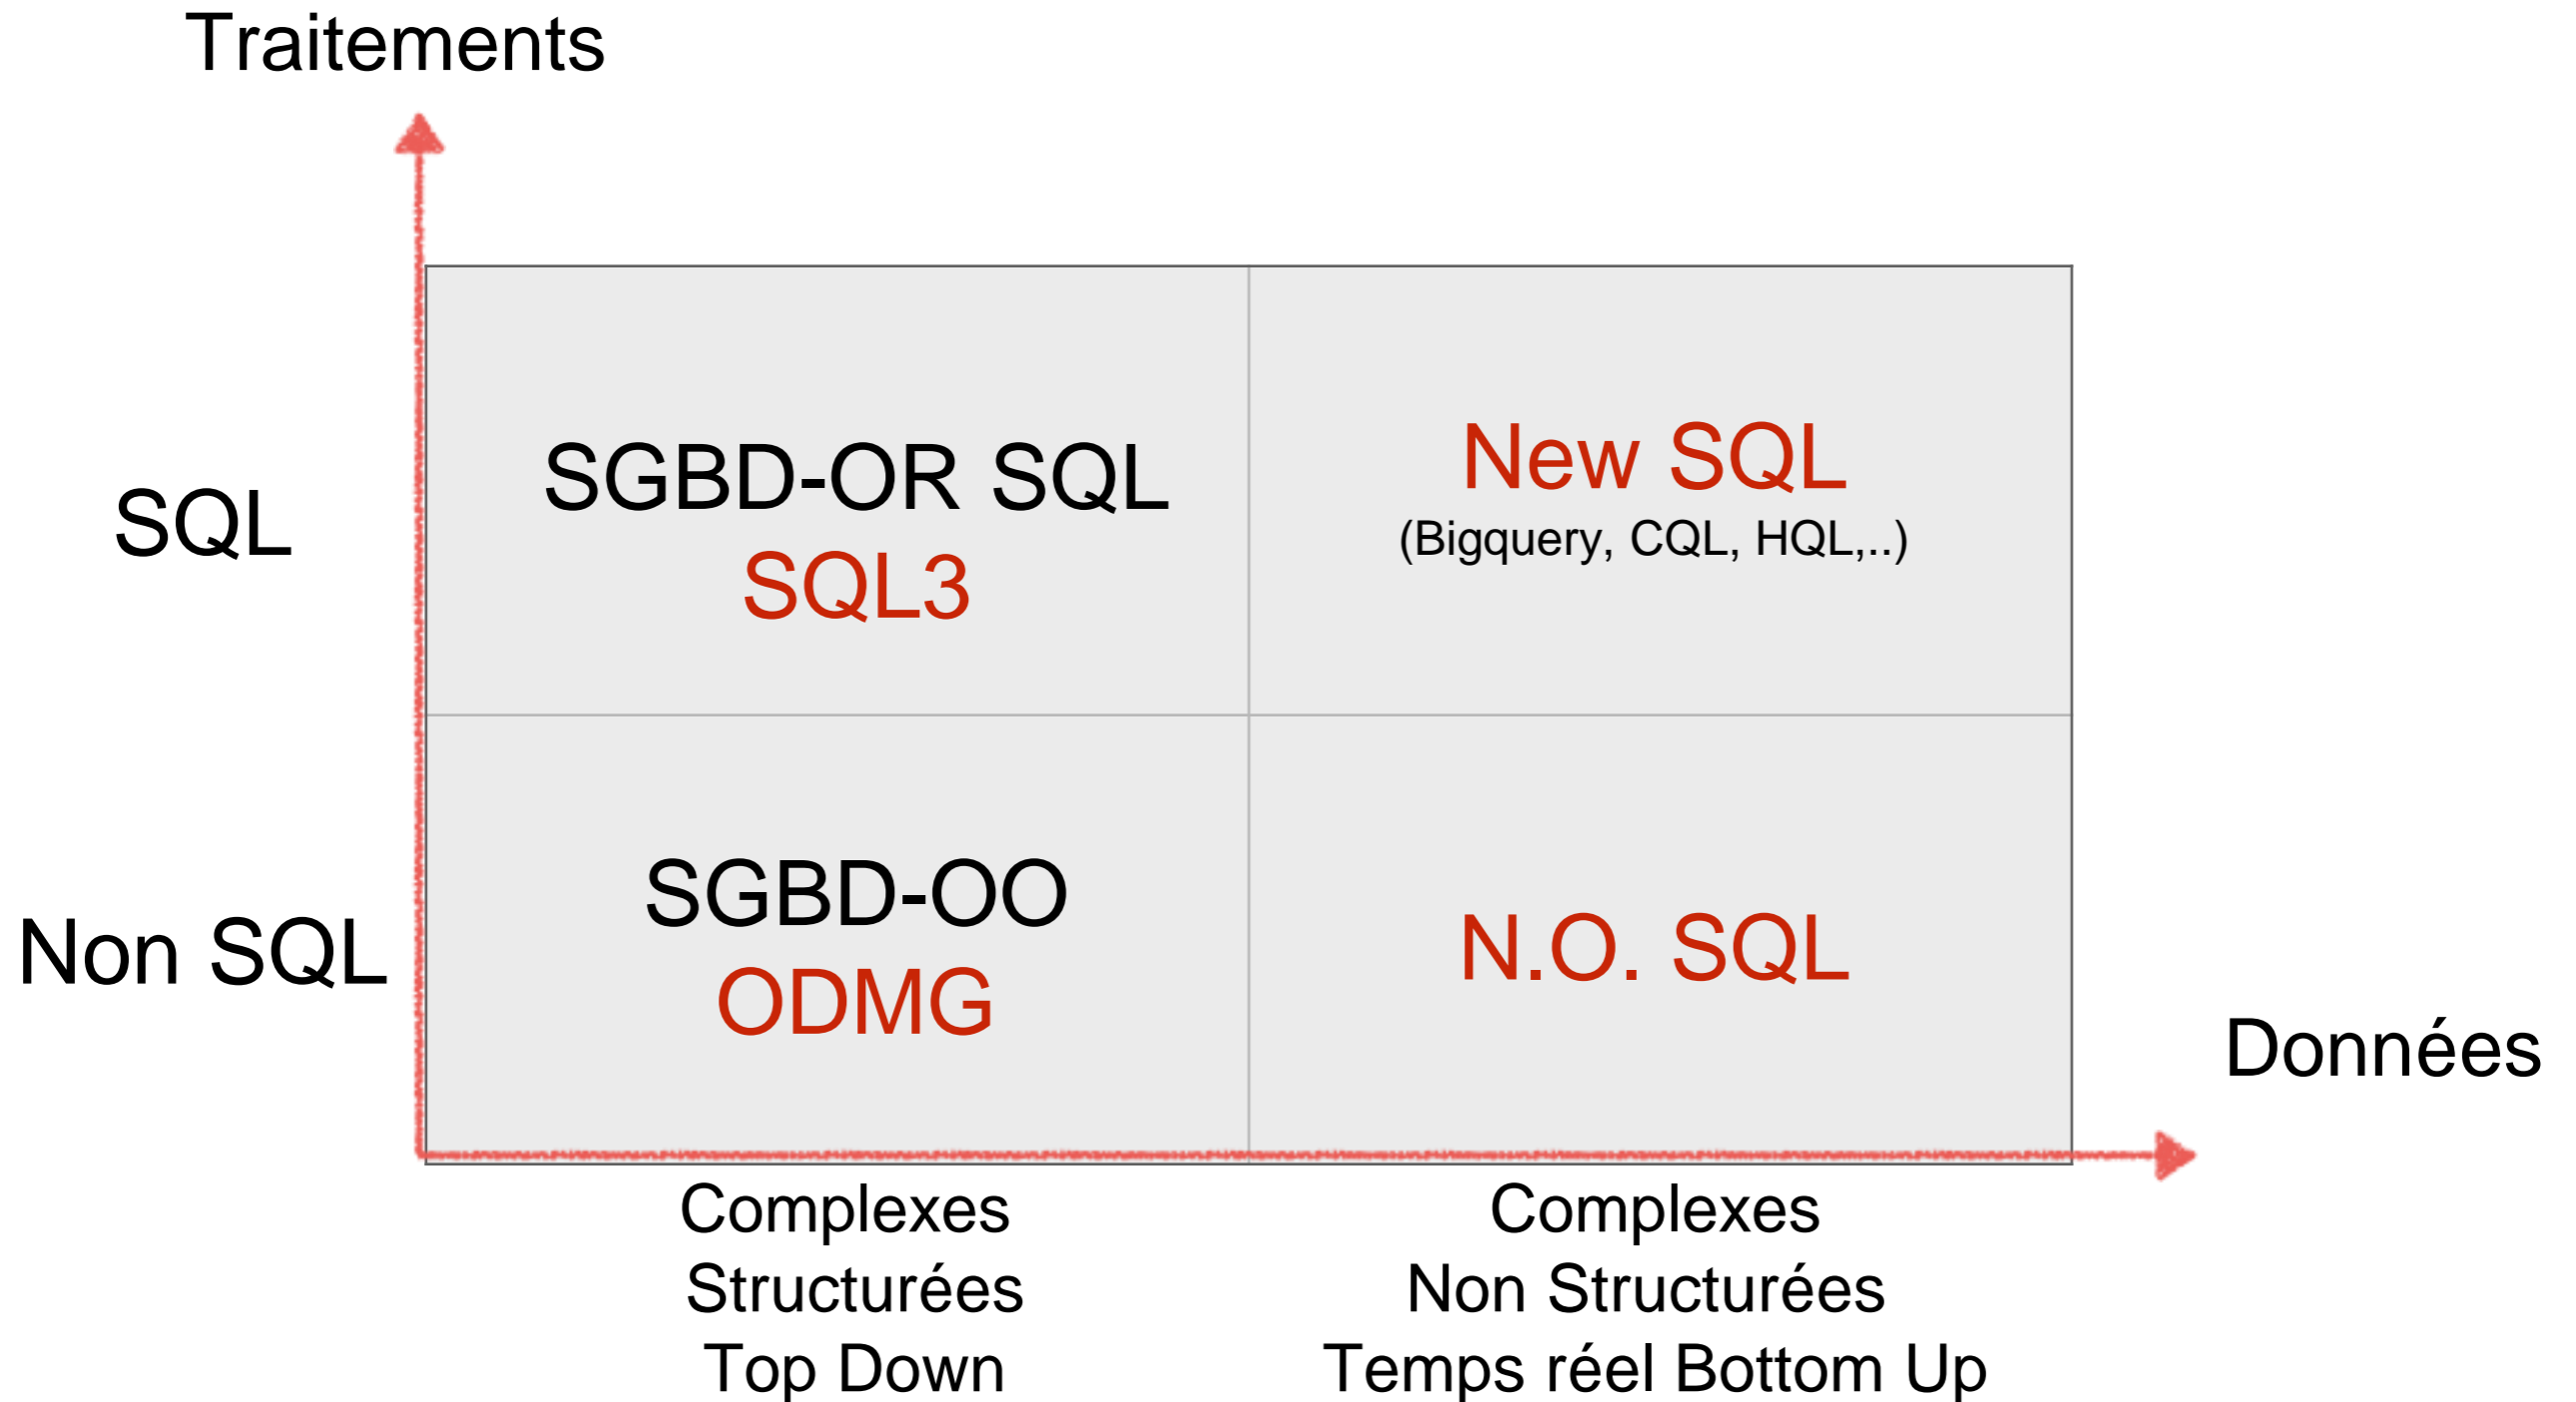 Traitements
SQL
SGBD-OR SQL
SQL3
New SQL
(Bigquery, CQL, HQL,..)
Non SQL
SGBD-OO
ODMG
N.O. SQL
Données
Complexes
Structurées
Top Down
Complexes
Non Structurées
Temps réel Bottom Up